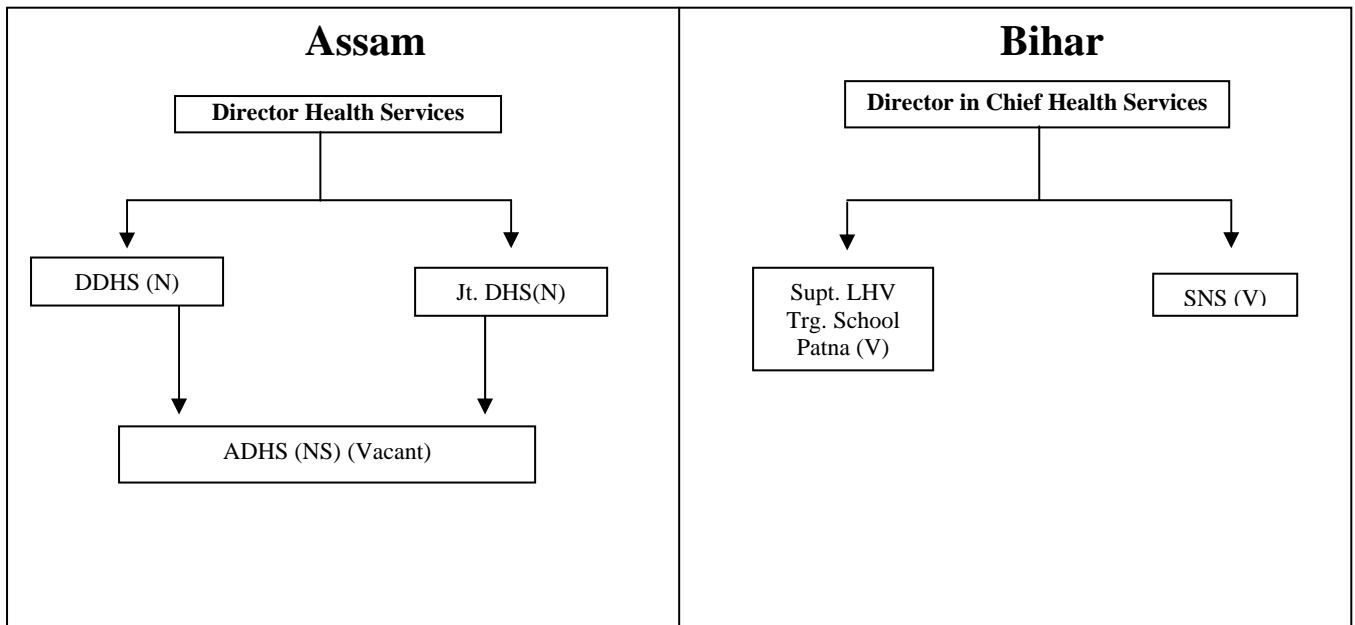 Assam
Director Health Services
DDHS (N)
Jt. DHS(N)
ADHS (NS) (Vacant)
Bihar
Director in Chief Health Services
Supt. LHV
Trg. School
Patna (V)
SNS (V)